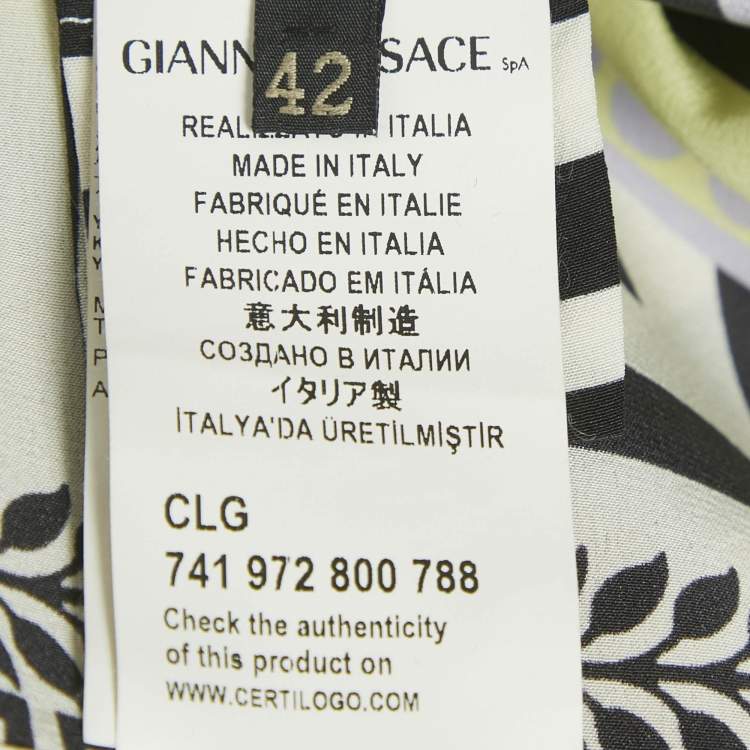 42
GIANN SACE SpA
REALIZZATO IN ITALIA
MADE IN ITALY
FABRIQUÉ EN ITALIE
HECHO EN ITALIA
FABRICADO EM ITÁLIA
意大利制造
СОЗДАНО В ИТАЛИИ
イタリア製
İTALYA'DA ÜRETİLMİŞTİR
CLG
741 972 800 788
Check the authenticity
of this product on
WWW.CERTILOGO.COM